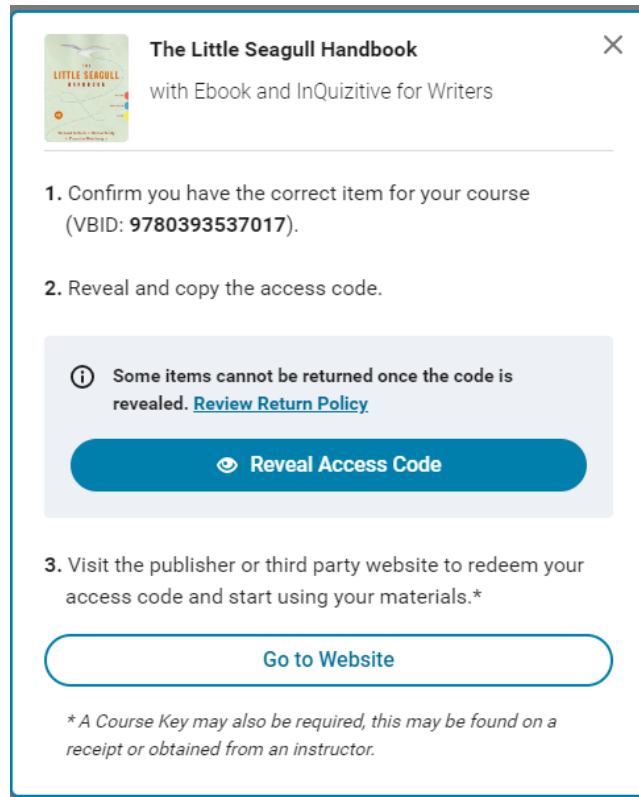 The Little Seagull Handbook
with Ebook and InQuizitive for Writers
THE
LITTLE SEAGULL
HANDBOOK
1. Confirm you have the correct item for your course
(VBID: 9780393537017).
2. Reveal and copy the access code.
Some items cannot be returned once the code is
revealed. Review Return Policy
Reveal Access Code
3. Visit the publisher or third party website to redeem your
access code and start using your materials.*
Go to Website
* A Course Key may also be required, this may be found on a
receipt or obtained from an instructor.